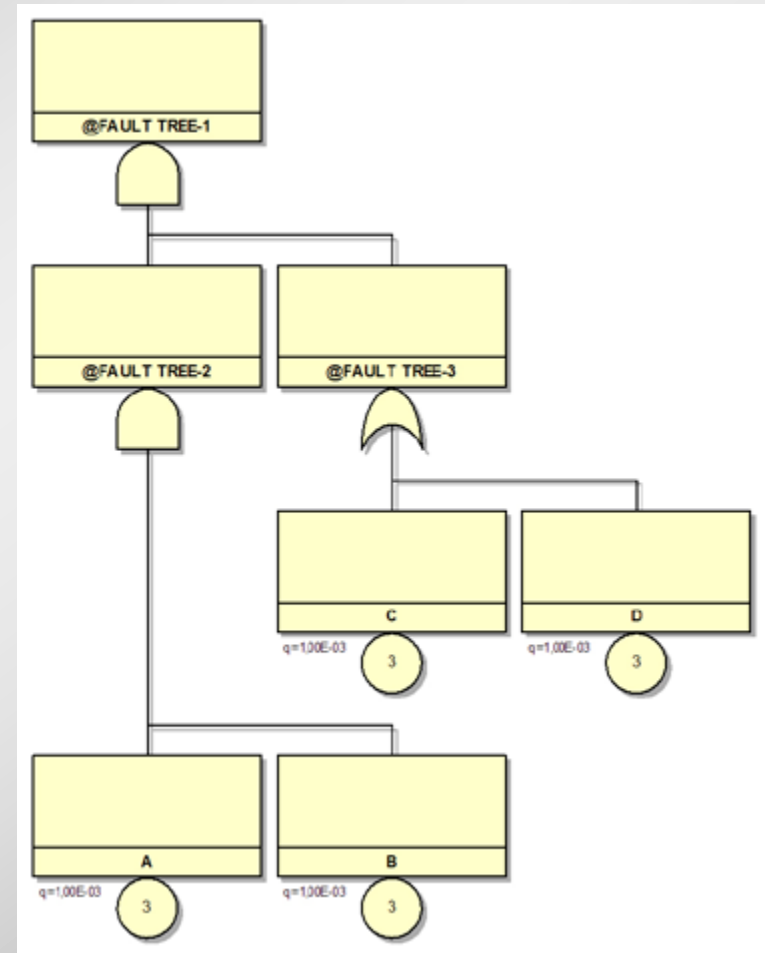 @FAULT TREE-1
@FAULT TREE-2
@FAULT TREE-3
C
D
q=1,00E-03
3
q=1,00E-03
3
A
B
q=1,00E-03
3
q=1,00E-03
3